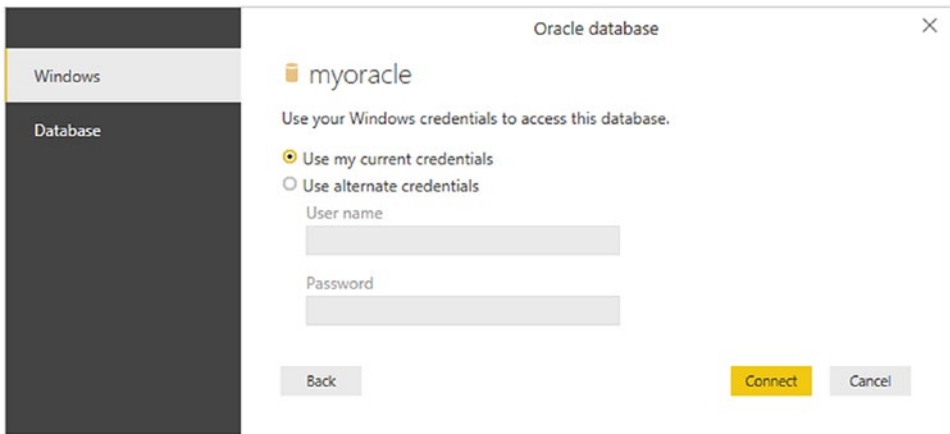 Oracle database
Windows
Database
myoracle
Use your Windows credentials to access this database.
Use my current credentials
Use alternate credentials
User name
Password
Back
Connect
Cancel